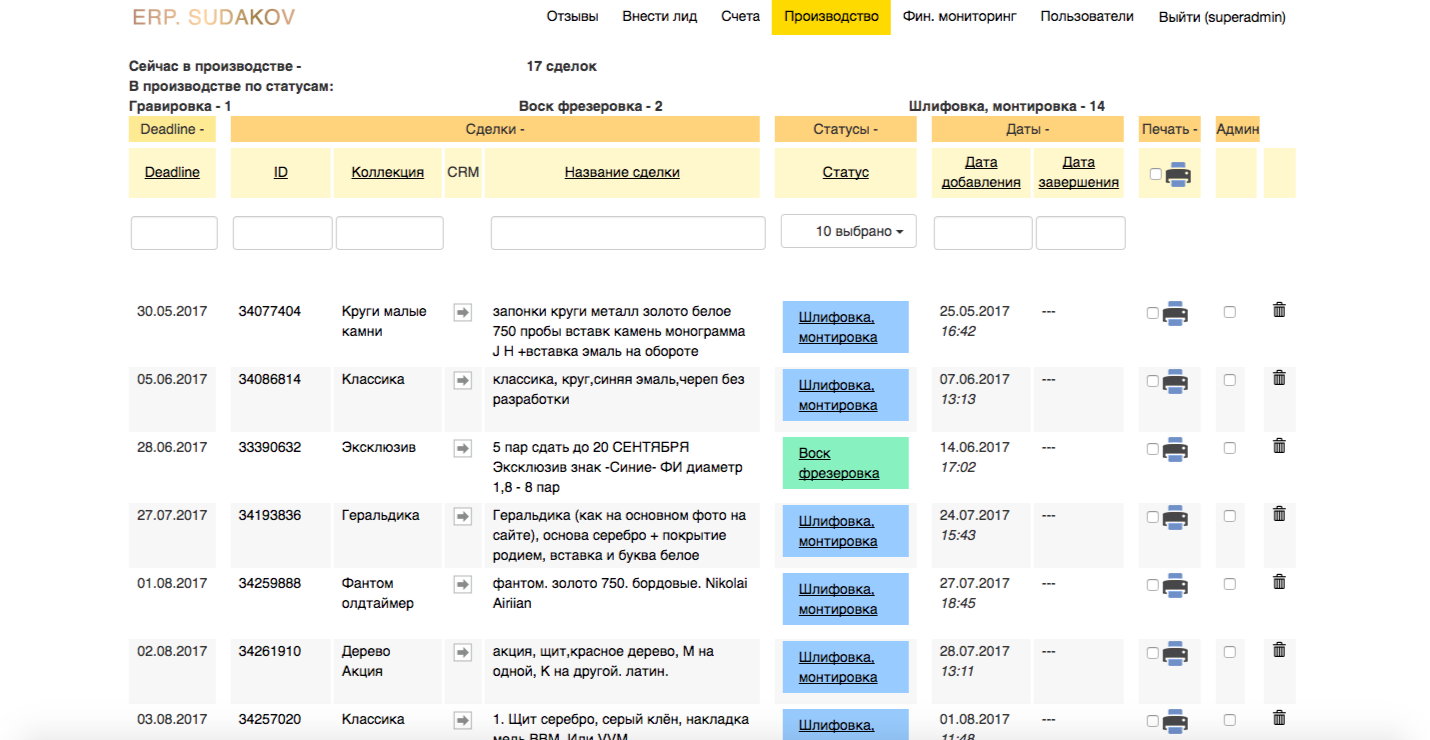 ERP. SUDAKOV
Отзывы Внести лид Счета Производство Фин. мониторинг Пользователи Выйти (superadmin)
Сейчас в производстве - 17 сделок
В производстве по статусам:
Гравировка - 1 Воск фрезеровка - 2 Шлифовка, монтировка - 14
Deadline - Сделки - Статусы - Даты - Печать - Админ
Deadline ID Коллекция CRM Название сделки Статус Дата добавления Дата завершения
10 выбрано
30.05.2017 34077404 Круги малые запонки круги металл золото белое Шлифовка, 25.05.2017 ---
камни 750 пробы вставк камень монограмма монтировка 16:42
J H +вставка эмаль на обороте
05.06.2017 34086814 Классика классика, круг,синяя эмаль,череп без Шлифовка, 07.06.2017 ---
разработки монтировка 13:13
28.06.2017 33390632 Эксклюзив 5 пар сдать до 20 СЕНТЯБРЯ Воск 14.06.2017 ---
Эксклюзив знак -Синие- ФИ диаметр фрезеровка 17:02
1,8 - 8 пар
27.07.2017 34193836 Геральдика Геральдика (как на основном фото на Шлифовка, 24.07.2017 ---
сайте), основа серебро + покрытие монтировка 15:43
родием, вставка и буква белое
01.08.2017 34259888 Фантом фантом. золото 750. бордовые. Nikolai Шлифовка, 27.07.2017 ---
олдтаймер Airiian монтировка 18:45
02.08.2017 34261910 Дерево акция, щит,красное дерево, М на Шлифовка, 28.07.2017 ---
Акция одной, К на другой. латин. монтировка 13:11
03.08.2017 34257020 Классика 1. Щит серебро, серый клён, накладка Шлифовка, 01.08.2017 ---
медь BBM. Или VVM 11:48